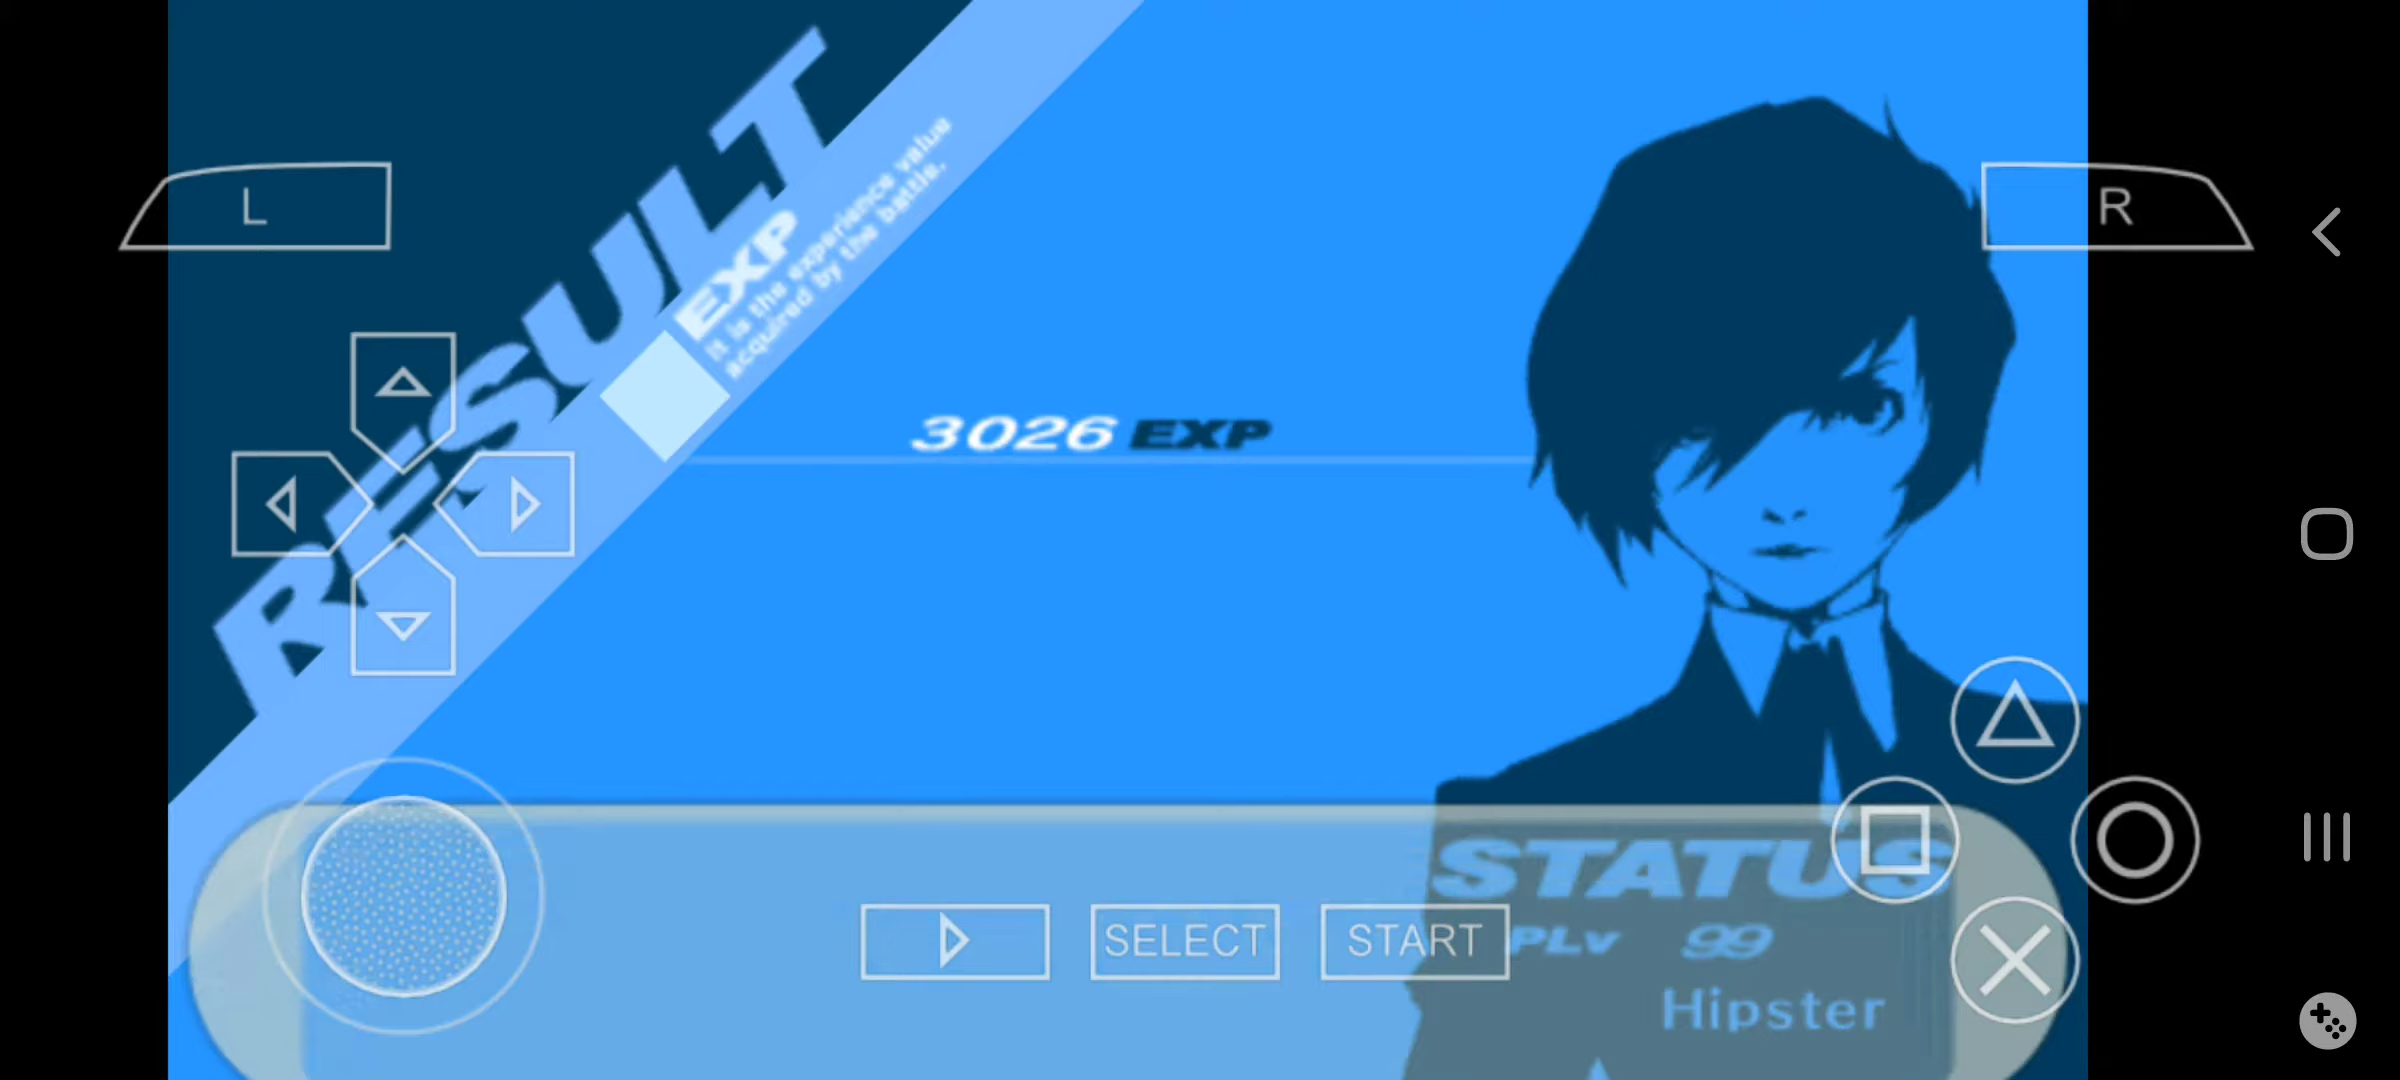 RESULT
EXP
It is the experience value
acquired by the battle.
L
R
3026 EXP
STATUS
SELECT
START
PLv 99
Hipster